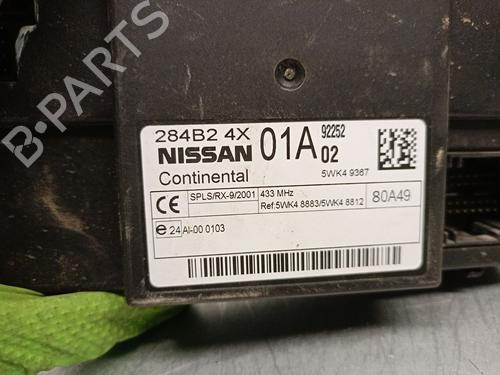 B-PARTS
284B2 4X
NISSAN 01A 92252 02
Continental 5WK4 9367
CE SPLS/RX-9/2001 433 MHz
Ref:5WK4 8883/5WK4 8812 80A49
e 24 AI-00 0103